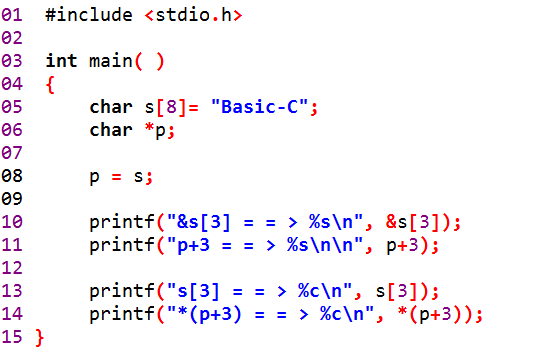 01 #include <stdio.h>
02
03 int main( )
04 {
05     char s[8]= "Basic-C";
06     char *p;
07
08     p = s;
09
10     printf("&s[3] = = > %s\n", &s[3]);
11     printf("p+3 = = > %s\n\n", p+3);
12
13     printf("s[3] = = > %c\n", s[3]);
14     printf("*(p+3) = = > %c\n", *(p+3));
15 }